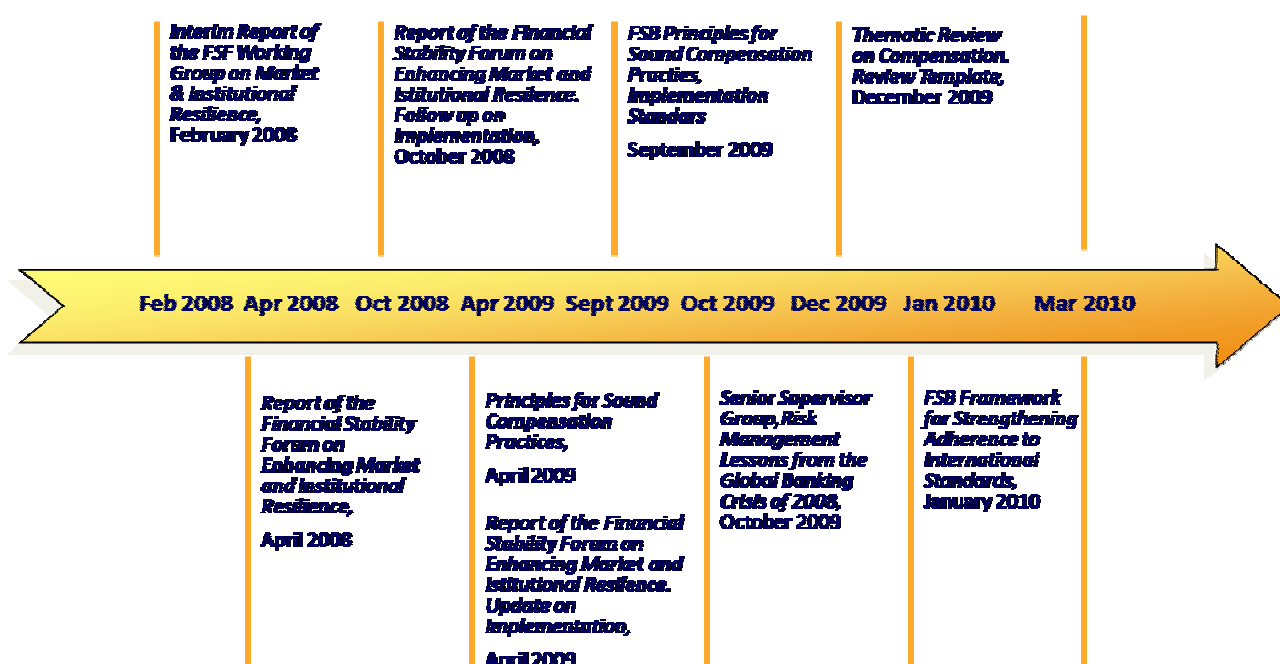 Interim Report of
the FSF Working
Group on Market
& Institutional
Resilience,
February 2008
Report of the Financial
Stability Forum on
Enhancing Market and
Istitutional Resilence.
Follow up on
Implementation,
October 2008
FSB Principles for
Sound Compensation
Practies,
Implementation
Standars
September 2009
Thematic Review
on Compensation.
Review Template,
December 2009
Feb 2008 Apr 2008 Oct 2008 Apr 2009 Sept 2009 Oct 2009 Dec 2009 Jan 2010 Mar 2010
Report of the
Financial Stability
Forum on
Enhancing Market
and Institutional
Resilience,
April 2008
Principles for Sound
Compensation
Practices,
April 2009
Report of the Financial
Stability Forum on
Enhancing Market and
Istitutional Resilence.
Update on
Implementation,
April 2009
Senior Supervisor
Group, Risk
Management
Lessons from the
Global Banking
Crisis of 2008,
October 2009
FSB Framework
for Strengthening
Adherence to
International
Standards,
January 2010